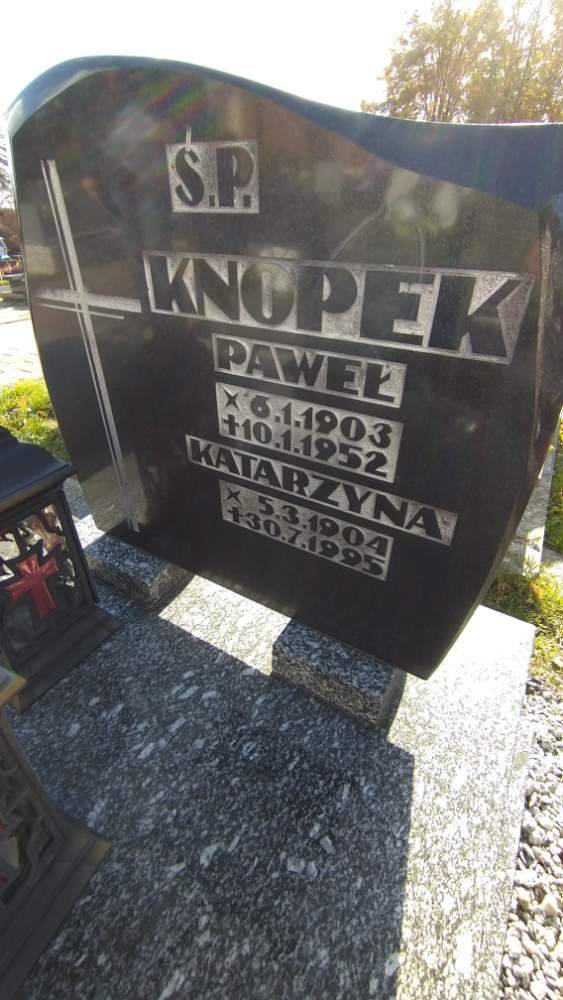 Ś.P.
KNOPEK
PAWEŁ
6.1.1903
†10.1.1952
KATARZYNA
5.3.1904
†30.7.1995